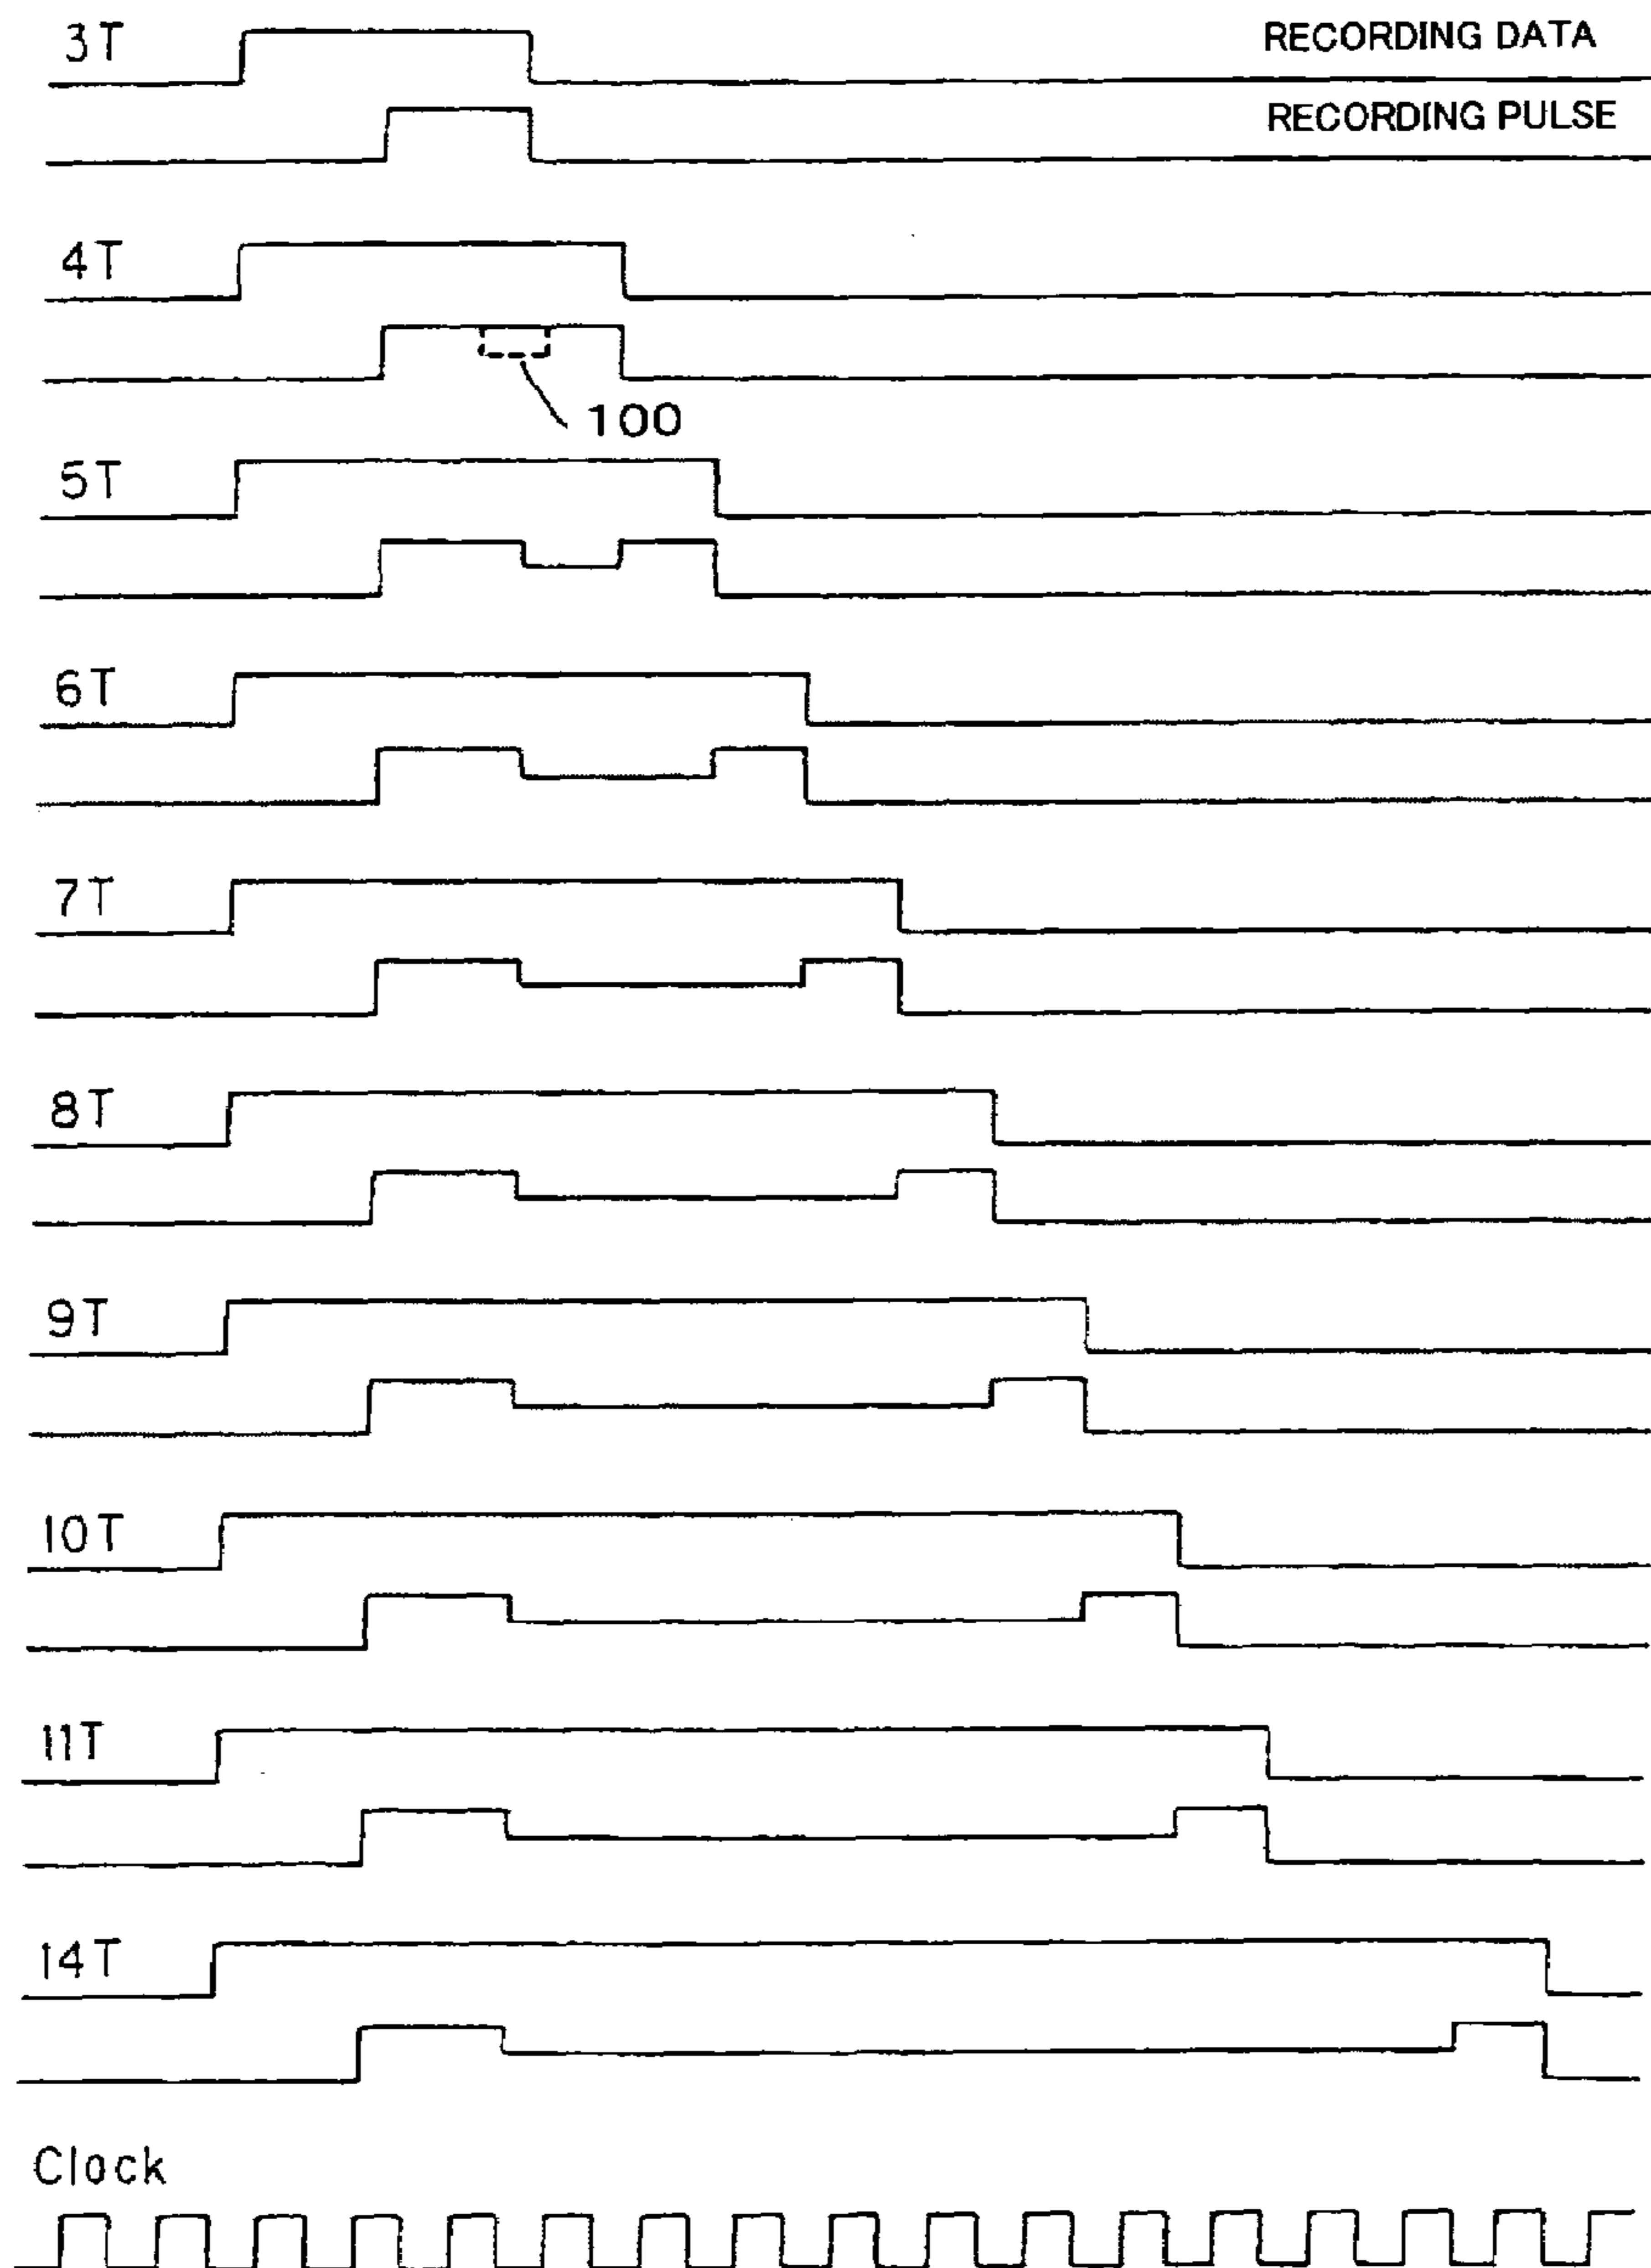 3T RECORDING DATA
RECORDING PULSE
4T
100
5T
6T
7T
8T
9T
10T
11T
14T
Clock